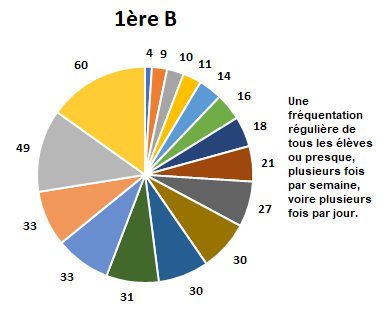 1ère B
4
9
10
11
14
16
18
21
27
30
30
31
33
33
49
60
Une
fréquentation
régulière de
tous les élèves
ou presque,
plusieurs fois
par semaine,
voire plusieurs
fois par jour.